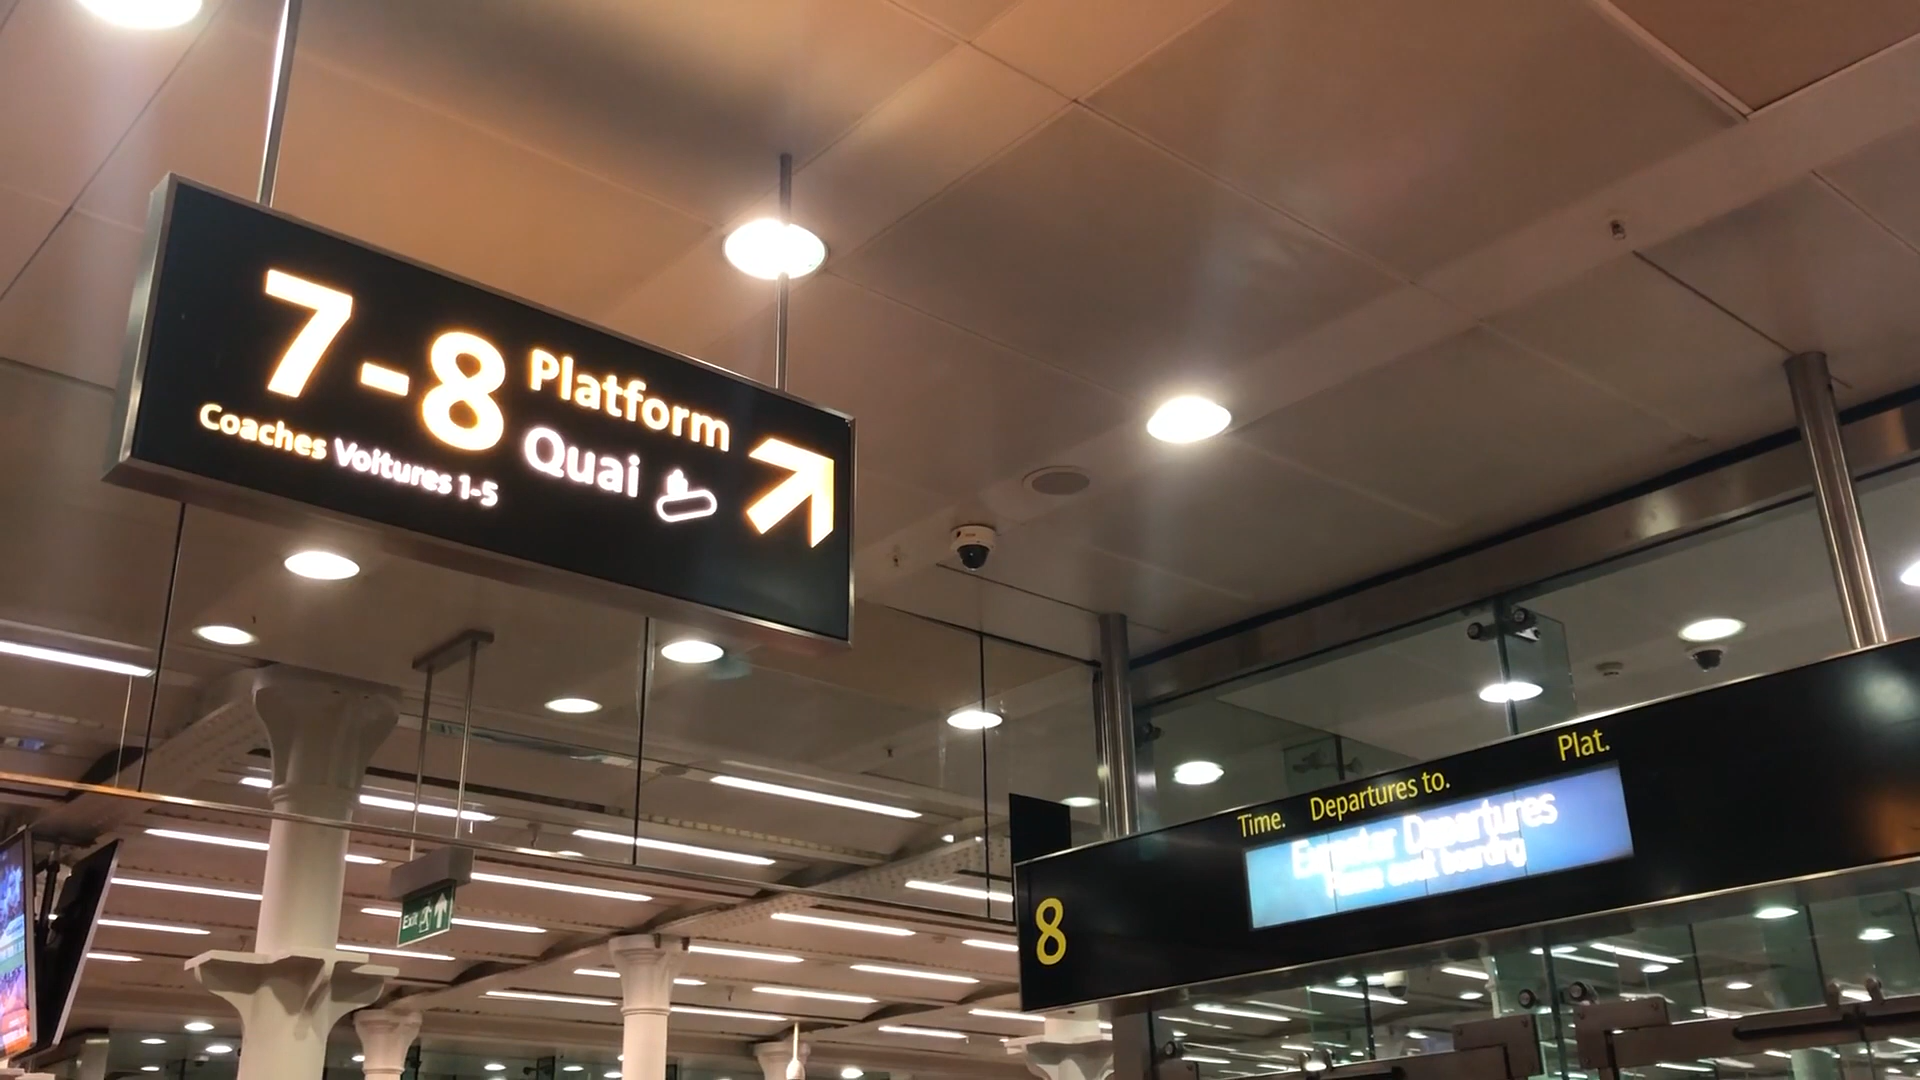 7-8 Platform
Quai
Coaches Voitures 1-5
Exit
Time. Departures to. Plat.
Departures
8